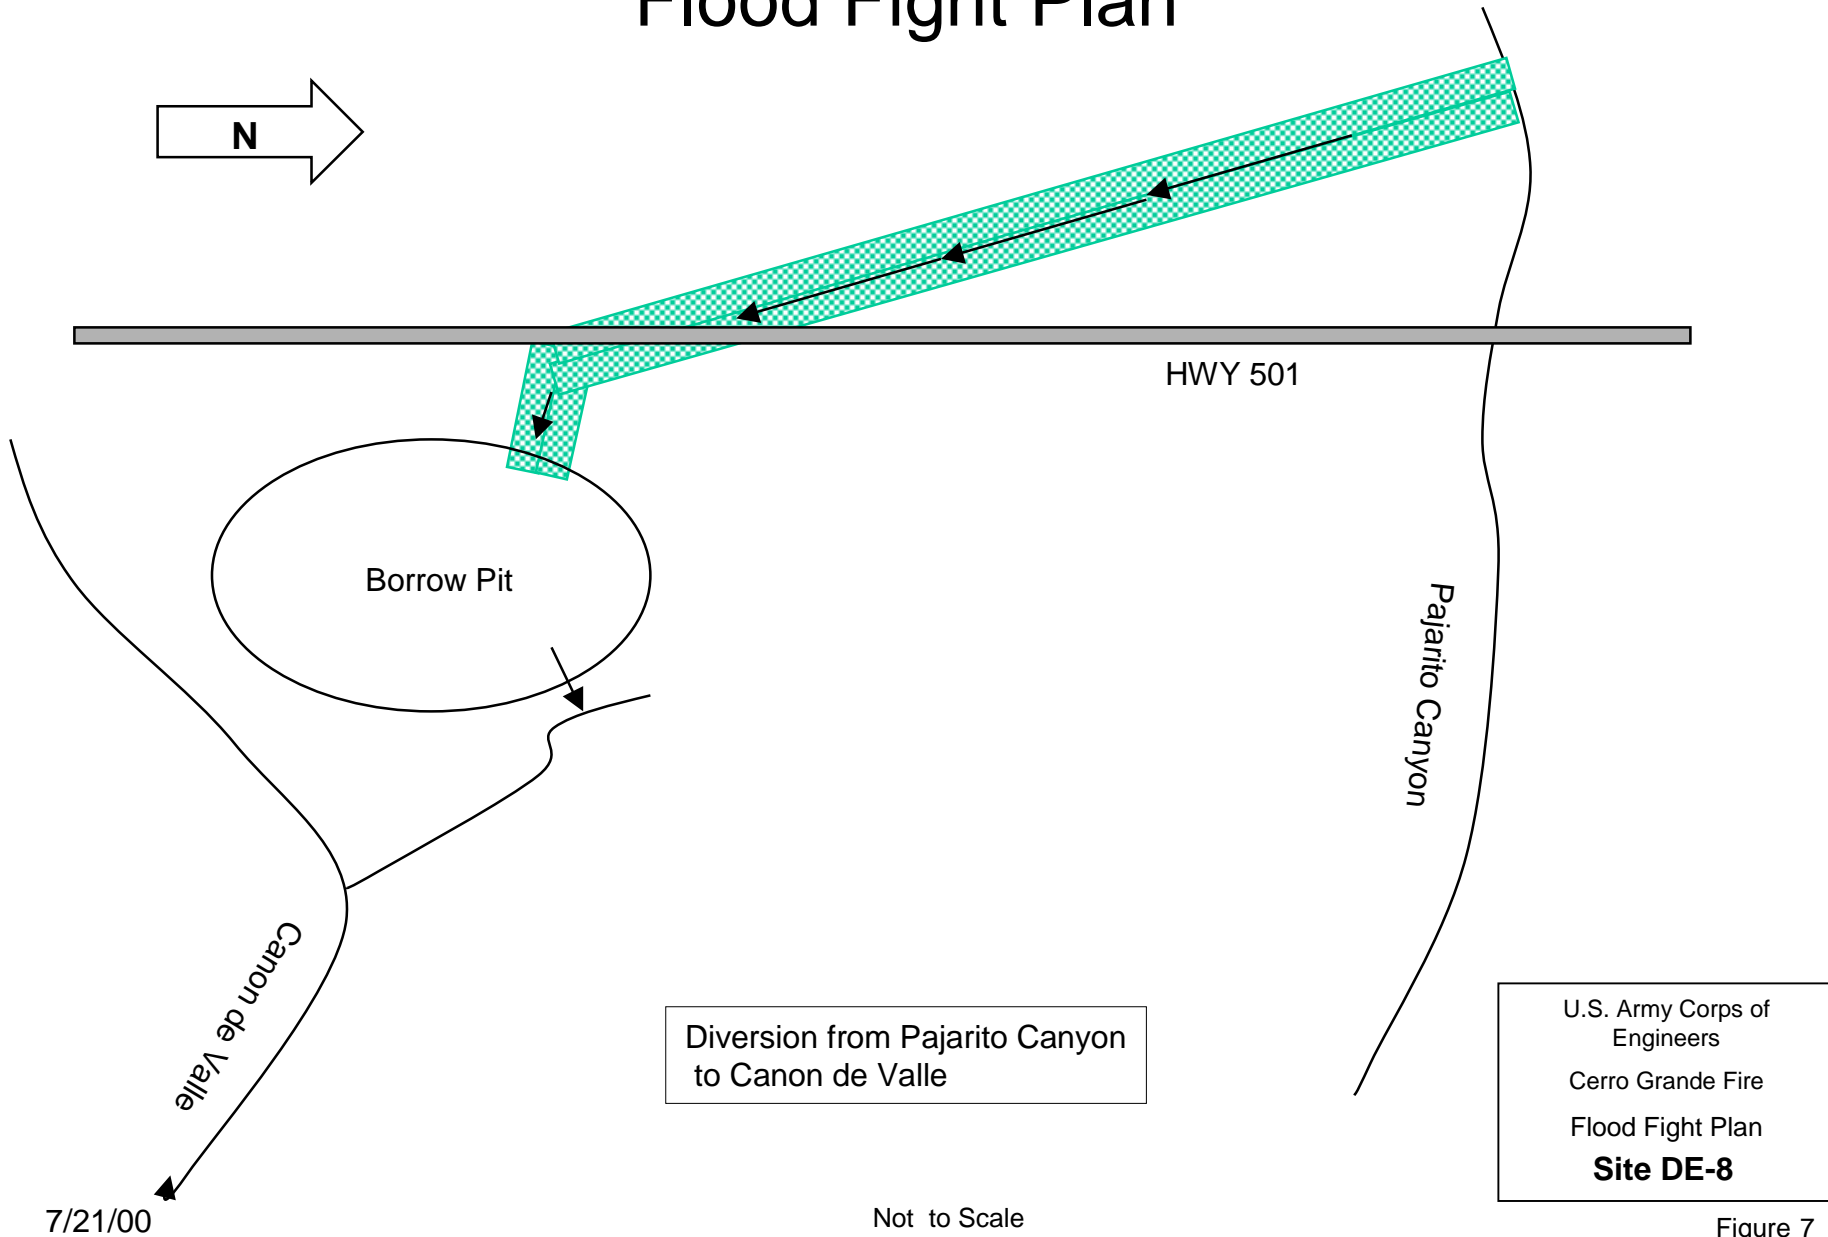 Flood Fight Plan
N
HWY 501
Borrow Pit
Pajarito Canyon
Canon de Valle
Diversion from Pajarito Canyon
to Canon de Valle
U.S. Army Corps of
Engineers
Cerro Grande Fire
Flood Fight Plan
Site DE-8
7/21/00
Not to Scale
Figure 7